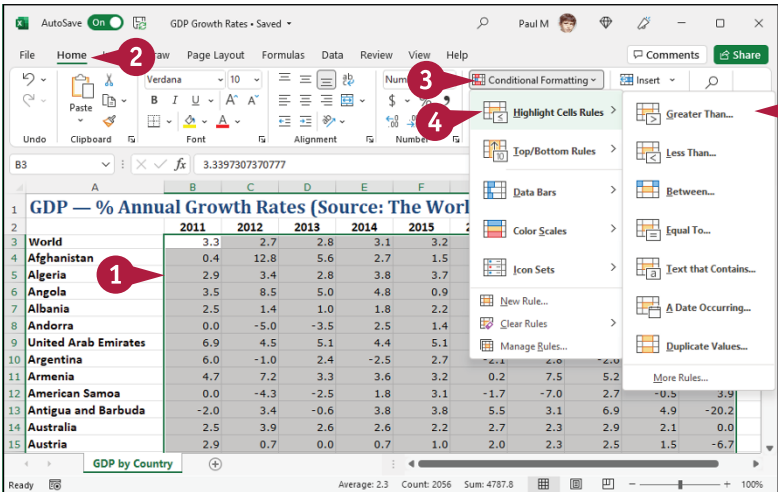 AutoSave On GDP Growth Rates • Saved Paul M
File Home raw Page Layout Formulas Data Review View Help Comments Share
2
Paste
Verdana 10
B I U A A
A
Num
$ % 9
Conditional Formatting
Insert
3
Undo Clipboard Font Alignment Number
4
Highlight Cells Rules
Top/Bottom Rules
Data Bars
Color Scales
Icon Sets
New Rule...
Clear Rules
Manage Rules...
Greater Than...
Less Than...
Between...
Equal To...
Text that Contains...
A Date Occurring...
Duplicate Values...
More Rules...
B3 fx 3.3397307370777
A B C D E F
1 GDP — % Annual Growth Rates (Source: The Worl
2 2011 2012 2013 2014 2015
3 World 3.3 2.7 2.8 3.1 3.2
4 Afghanistan 0.4 12.8 5.6 2.7 1.5
5 Algeria 2.9 3.4 2.8 3.8 3.7
1
6 Angola 3.5 8.5 5.0 4.8 0.9
7 Albania 2.5 1.4 1.0 1.8 2.2
8 Andorra 0.0 -5.0 -3.5 2.5 1.4
9 United Arab Emirates 6.9 4.5 5.1 4.4 5.1
10 Argentina 6.0 -1.0 2.4 -2.5 2.7 -2.1 2.8 -2.6
11 Armenia 4.7 7.2 3.3 3.6 3.2 0.2 7.5 5.2
12 American Samoa 0.0 -4.3 -2.5 1.8 3.1 -1.7 -7.0 2.7 -0.5 3.9
13 Antigua and Barbuda -2.0 3.4 -0.6 3.8 3.8 5.5 3.1 6.9 4.9 -20.2
14 Australia 2.5 3.9 2.6 2.6 2.2 2.7 2.3 2.9 2.1 0.0
15 Austria 2.9 0.7 0.0 0.7 1.0 2.0 2.3 2.5 1.5 -6.7
GDP by Country
Ready Average: 2.3 Count: 2056 Sum: 4787.8 100%